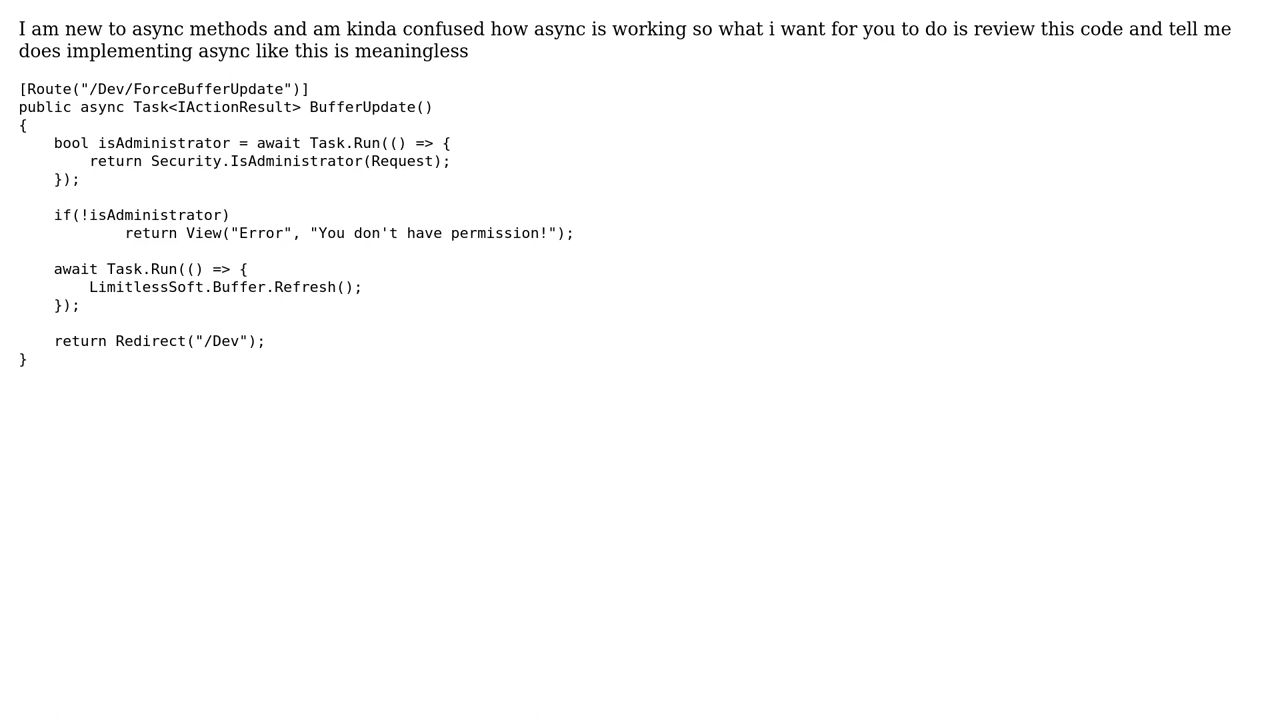 I am new to async methods and am kinda confused how async is working so what i want for you to do is review this code and tell me
does implementing async like this is meaningless
[Route("/Dev/ForceBufferUpdate")]
public async Task<IActionResult> BufferUpdate()
{
    bool isAdministrator = await Task.Run(() => {
        return Security.IsAdministrator(Request);
    });
    if(!isAdministrator)
            return View("Error", "You don't have permission!");
    await Task.Run(() => {
        LimitlessSoft.Buffer.Refresh();
    });
    return Redirect("/Dev");
}